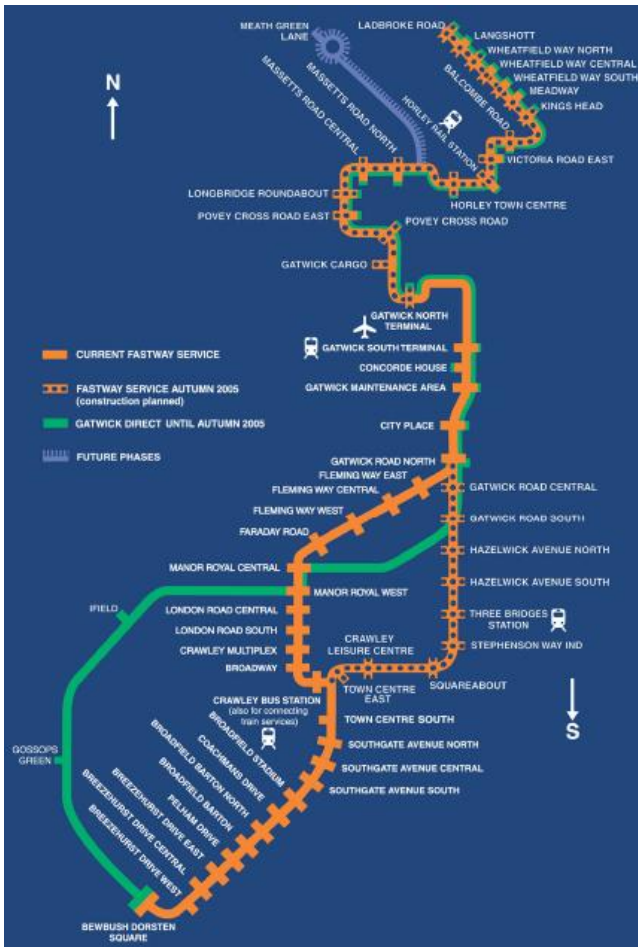 MEATH GREEN
LANE
LADBROKE ROAD
LANGSHOTT
WHEATFIELD WAY NORTH
WHEATFIELD WAY CENTRAL
WHEATFIELD WAY SOUTH
MEADWAY
KINGS HEAD
BALCOMBE ROAD
MASSETTS ROAD NORTH
MASSETTS ROAD CENTRAL
HORLEY RAIL STATION
N
VICTORIA ROAD EAST
LONGBRIDGE ROUNDABOUT
HORLEY TOWN CENTRE
POVEY CROSS ROAD EAST
POVEY CROSS ROAD
GATWICK CARGO
GATWICK NORTH
TERMINAL
GATWICK SOUTH TERMINAL
CONCORDE HOUSE
GATWICK MAINTENANCE AREA
CURRENT FASTWAY SERVICE
FASTWAY SERVICE AUTUMN 2005
(construction planned)
GATWICK DIRECT UNTIL AUTUMN 2005
FUTURE PHASES
CITY PLACE
GATWICK ROAD NORTH
FLEMING WAY EAST
FLEMING WAY CENTRAL
GATWICK ROAD CENTRAL
FLEMING WAY WEST
GATWICK ROAD SOUTH
FARADAY ROAD
HAZELWICK AVENUE NORTH
MANOR ROYAL CENTRAL
HAZELWICK AVENUE SOUTH
MANOR ROYAL WEST
IFIELD
LONDON ROAD CENTRAL
THREE BRIDGES
STATION
LONDON ROAD SOUTH
CRAWLEY
LEISURE CENTRE
STEPHENSON WAY IND
CRAWLEY MULTIPLEX
BROADWAY
SQUAREABOUT
TOWN CENTRE
EAST
CRAWLEY BUS STATION
(also for connecting
train services)
TOWN CENTRE SOUTH
S
SOUTHGATE AVENUE NORTH
GOSSOPS
GREEN
SOUTHGATE AVENUE CENTRAL
SOUTHGATE AVENUE SOUTH
BROADFIELD STADIUM
COACHMANS DRIVE
BROADFIELD BARTON NORTH
BROADFIELD BARTON
PELHAM DRIVE
BREEZEHURST DRIVE EAST
BREEZEHURST DRIVE CENTRAL
BREEZEHURST DRIVE WEST
BEWBUSH DORSTEN
SQUARE